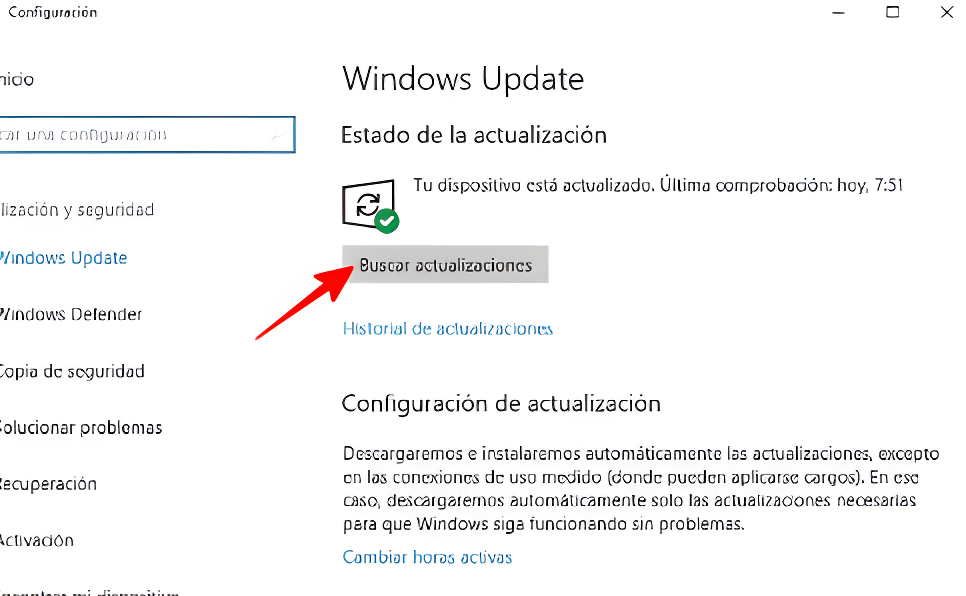 Configuración
nicio
car una configuración
lización y seguridad
Windows Update
Windows Defender
Copia de seguridad
Solucionar problemas
Recuperación
Activación
Windows Update
Estado de la actualización
Tu dispositivo está actualizado. Última comprobación: hoy, 7:51
Buscar actualizaciones
Historial de actualizaciones
Configuración de actualización
Descargaremos e instalaremos automáticamente las actualizaciones, excepto
en las conexiones de uso medido (donde pueden aplicarse cargos). En ese
caso, descargaremos automáticamente solo las actualizaciones necesarias
para que Windows siga funcionando sin problemas.
Cambiar horas activas